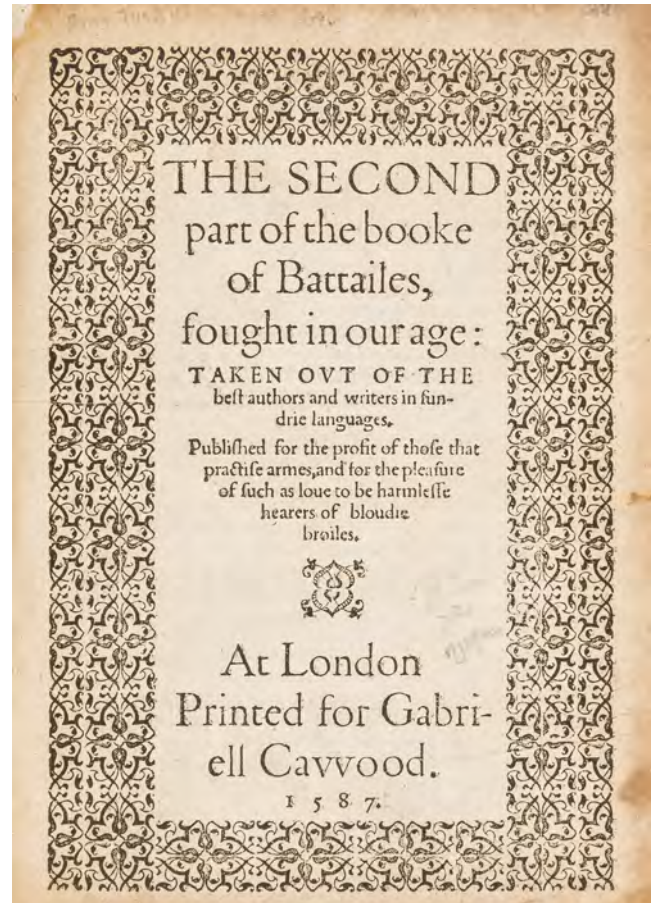 THE SECOND
part of the booke
of Battailes,
fought in our age:
TAKEN OVT OF THE
beſt authors and writers in ſun-
drie languages.
Publiſhed for the profit of thoſe that
practiſe armes, and for the pleaſure
of ſuch as loue to be harmleſſe
hearers of bloudie
broiles.
At London
Printed for Gabri-
ell Cavvood.
1587.